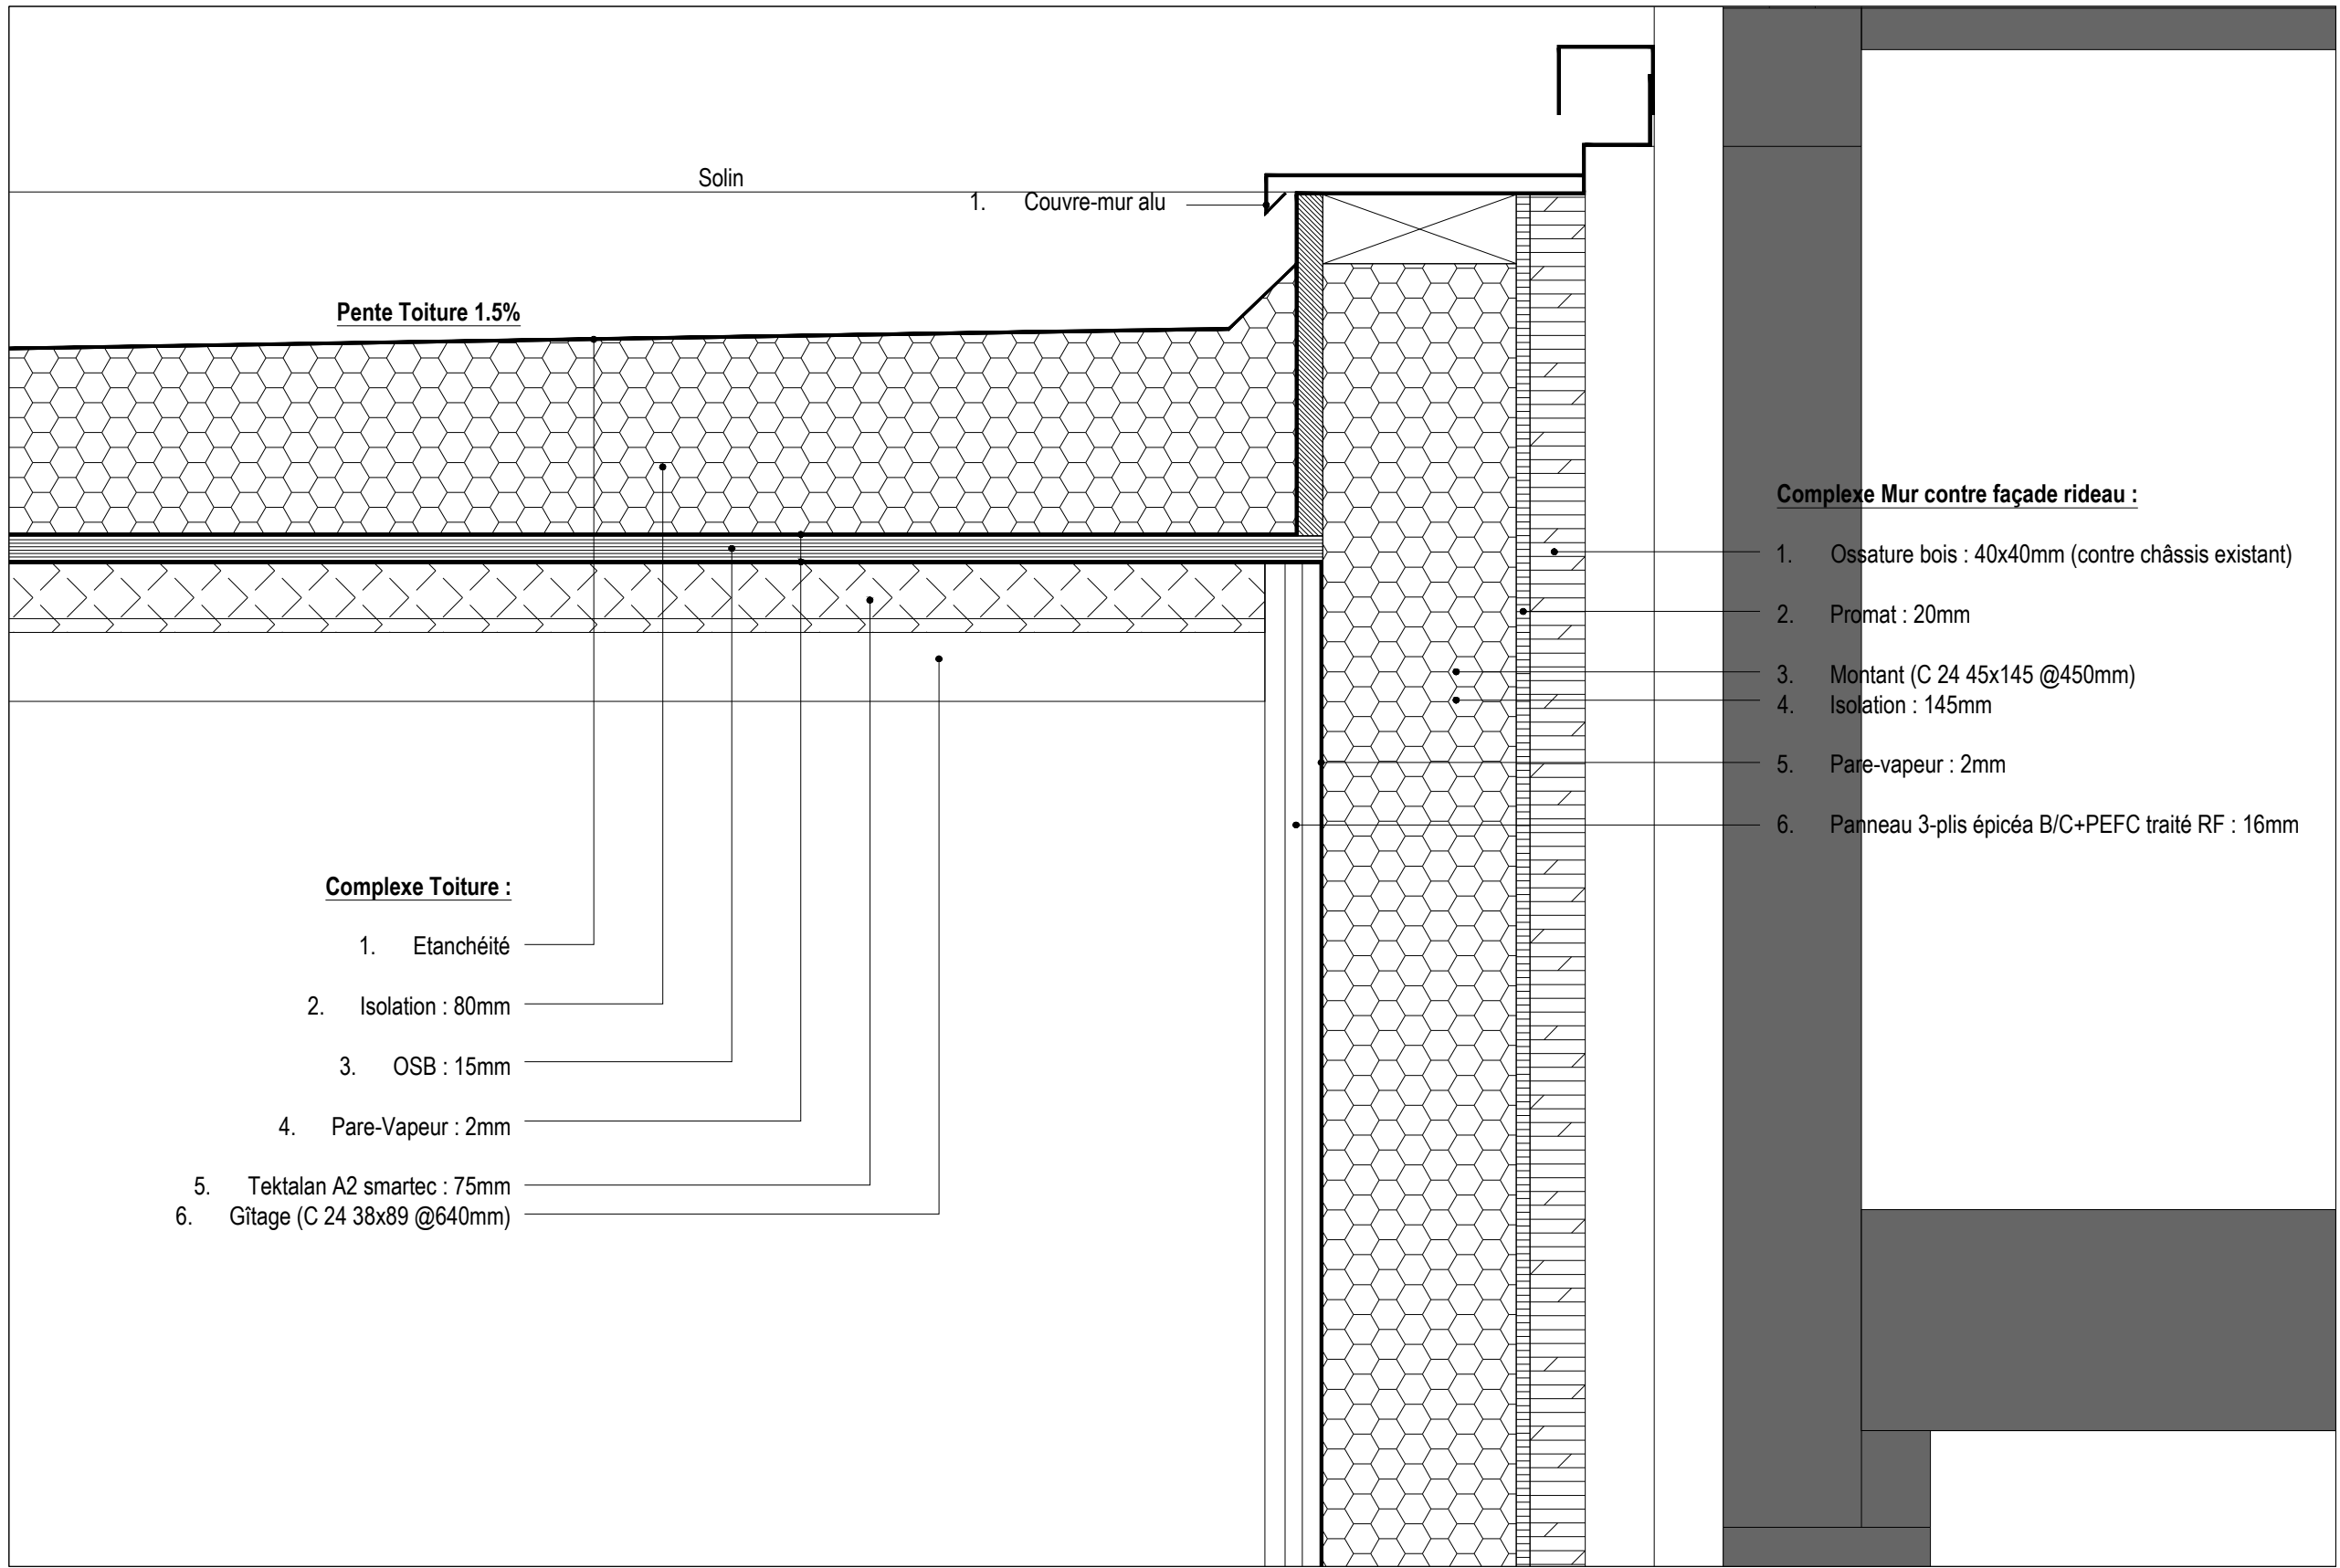 Solin
1. Couvre-mur alu
Pente Toiture 1.5%
Complexe Mur contre façade rideau :
1. Ossature bois : 40x40mm (contre châssis existant)
2. Promat : 20mm
3. Montant (C 24 45x145 @450mm)
4. Isolation : 145mm
5. Pare-vapeur : 2mm
6. Panneau 3-plis épicéa B/C+PEFC traité RF : 16mm
Complexe Toiture :
1. Etanchéité
2. Isolation : 80mm
3. OSB : 15mm
4. Pare-Vapeur : 2mm
5. Tektalan A2 smartec : 75mm
6. Gîtage (C 24 38x89 @640mm)